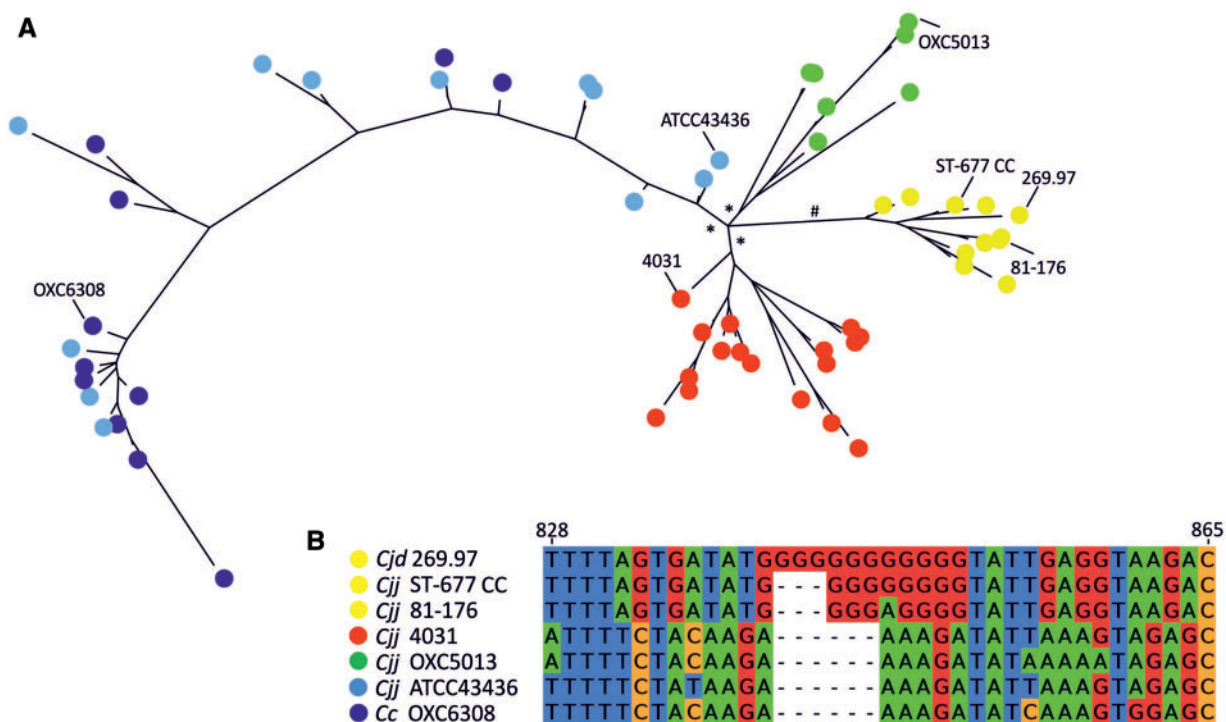 A
OXC5013
ATCC43436
ST-677 CC
269.97
81-176
4031
OXC6308
*
#
*
*
B
828 865
Cjd 269.97 TTTTAGTGATATGGGGGGGGGGGGTATTGAGGTAAGAC
Cjj ST-677 CC TTTTAGTGATATG---GGGGGGGGTATTGAGGTAAGAC
Cjj 81-176 TTTTAGTGATATG---GGGAGGGGTATTGAGGTAAGAC
Cjj 4031 ATTTTCTACAAGA------AAAGATATTAAAGTAGAGC
Cjj OXC5013 ATTTTCTACAAGA------AAAGATATAAAAATAGAGC
Cjj ATCC43436 TTTTTCTATAAGA------AAAGATATTAAAGTGGAGC
Cc OXC6308 TTTTTCTACAAGA------AAAGATATCAAAGTGGAGC